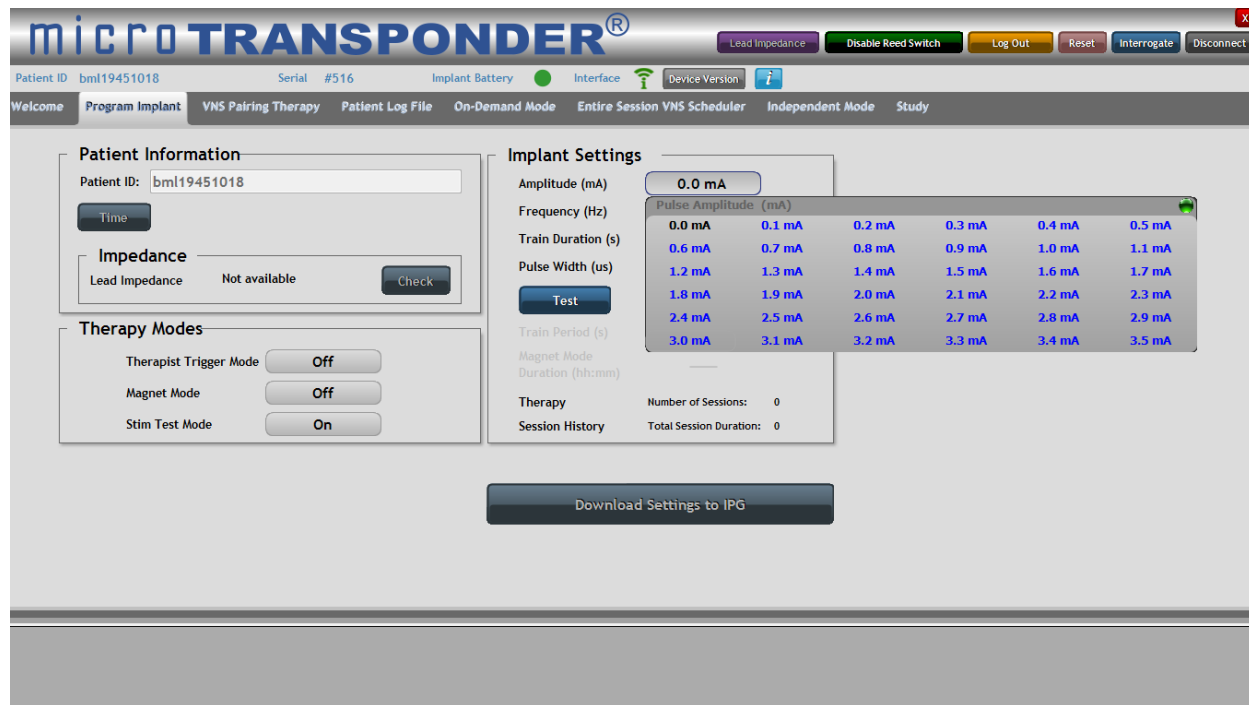 microTRANSPONDER®
X
Lead Impedance Disable Reed Switch Log Out Reset Interrogate Disconnect
Patient ID bml19451018 Serial #516 Implant Battery Interface Device Version i
Welcome Program Implant VNS Pairing Therapy Patient Log File On-Demand Mode Entire Session VNS Scheduler Independent Mode Study
Patient Information
Patient ID: bml19451018
Time
Impedance
Lead Impedance Not available Check
Therapy Modes
Therapist Trigger Mode Off
Magnet Mode Off
Stim Test Mode On
Implant Settings
Amplitude (mA) 0.0 mA
Frequency (Hz)
Train Duration (s)
Pulse Width (us)
Test
Train Period (s)
Magnet Mode
Duration (hh:mm)
Therapy Number of Sessions: 0
Session History Total Session Duration: 0
Pulse Amplitude (mA)
0.0 mA 0.1 mA 0.2 mA 0.3 mA 0.4 mA 0.5 mA
0.6 mA 0.7 mA 0.8 mA 0.9 mA 1.0 mA 1.1 mA
1.2 mA 1.3 mA 1.4 mA 1.5 mA 1.6 mA 1.7 mA
1.8 mA 1.9 mA 2.0 mA 2.1 mA 2.2 mA 2.3 mA
2.4 mA 2.5 mA 2.6 mA 2.7 mA 2.8 mA 2.9 mA
3.0 mA 3.1 mA 3.2 mA 3.3 mA 3.4 mA 3.5 mA
Download Settings to IPG